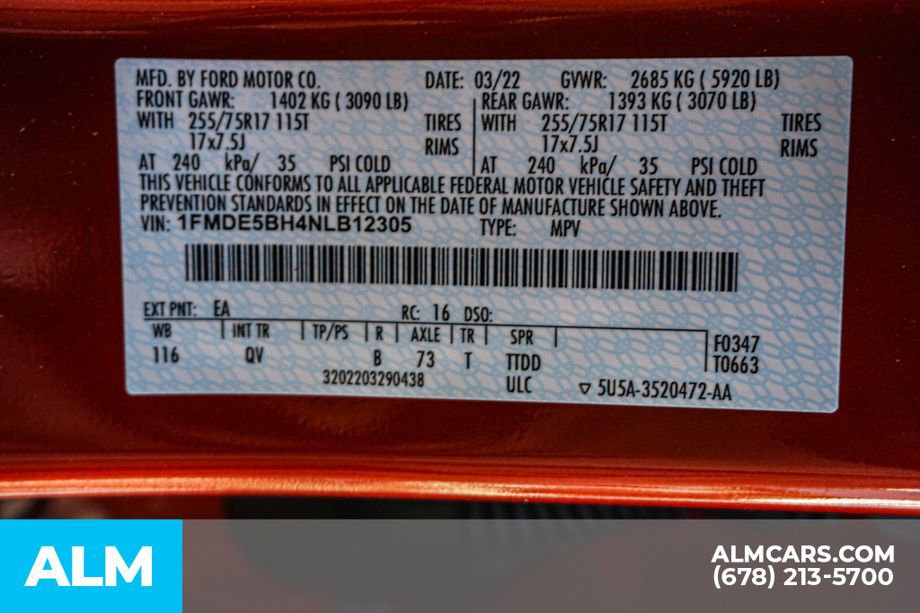 MFD. BY FORD MOTOR CO. DATE: 03/22 GVWR: 2685 KG ( 5920 LB)
FRONT GAWR: 1402 KG ( 3090 LB) REAR GAWR: 1393 KG ( 3070 LB)
WITH 255/75R17 115T TIRES WITH 255/75R17 115T TIRES
17x7.5J RIMS 17x7.5J RIMS
AT 240 kPa/ 35 PSI COLD AT 240 kPa/ 35 PSI COLD
THIS VEHICLE CONFORMS TO ALL APPLICABLE FEDERAL MOTOR VEHICLE SAFETY AND THEFT
PREVENTION STANDARDS IN EFFECT ON THE DATE OF MANUFACTURE SHOWN ABOVE.
VIN: 1FMDE5BH4NLB12305 TYPE: MPV
EXT PNT: EA RC: 16 DSO:
WB INT TR TP/PS R AXLE TR SPR F0347
116 QV B 73 T TTDD T0663
3202203290438 ULC ▽ 5U5A-3520472-AA
ALM
ALMCARS.COM
(678) 213-5700